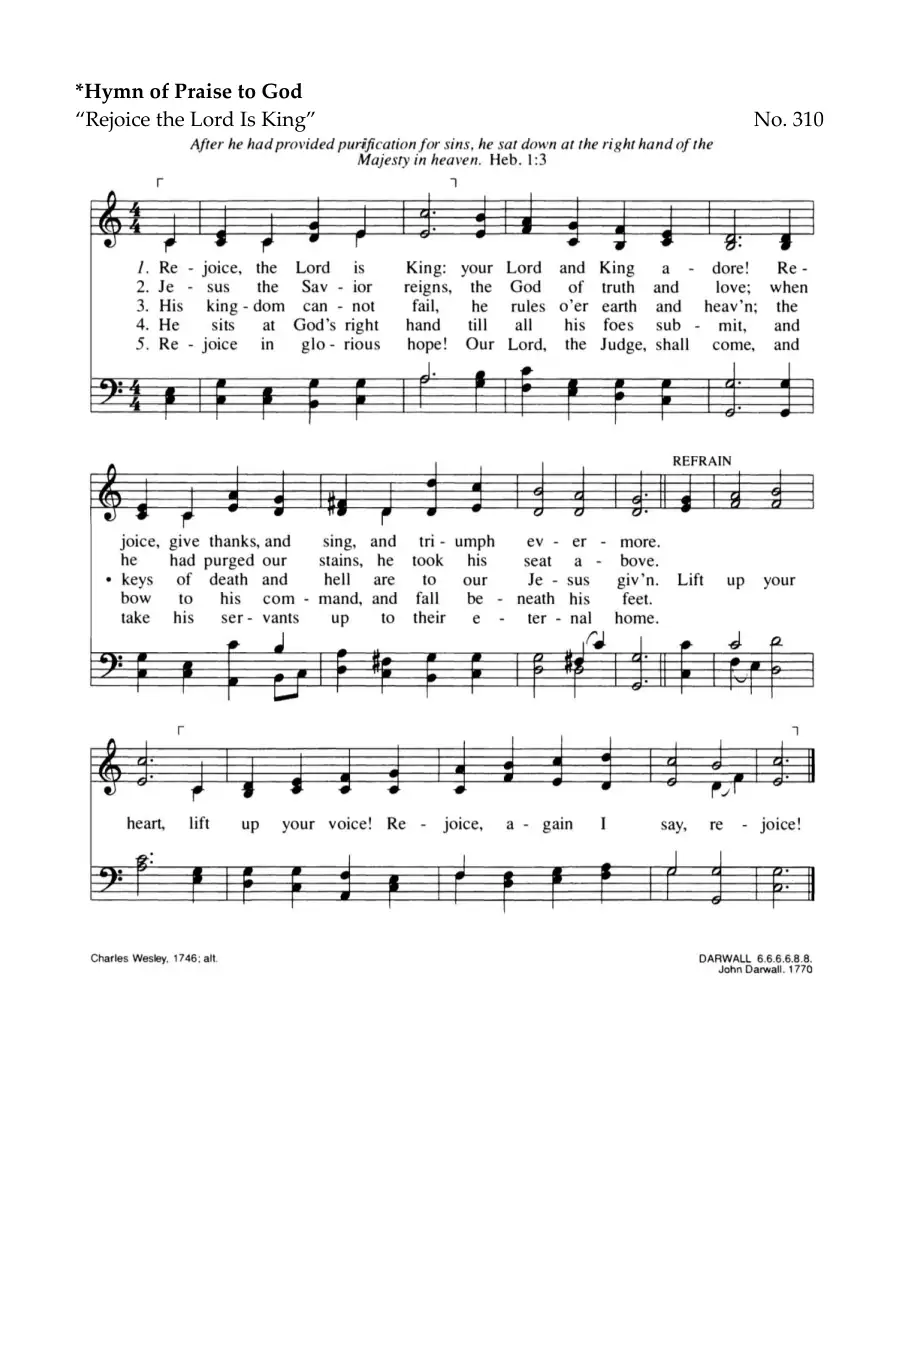 *Hymn of Praise to God
“Rejoice the Lord Is King” No. 310
After he had provided purification for sins, he sat down at the right hand of the
Majesty in heaven. Heb. 1:3
1. Re - joice, the Lord is King: your Lord and King a - dore! Re -
2. Je - sus the Sav - ior reigns, the God of truth and love; when
3. His king - dom can - not fail, he rules o'er earth and heav'n; the
4. He sits at God's right hand till all his foes sub - mit, and
5. Re - joice in glo - rious hope! Our Lord, the Judge, shall come, and
REFRAIN
joice, give thanks, and sing, and tri - umph ev - er - more.
he had purged our stains, he took his seat a - bove.
• keys of death and hell are to our Je - sus giv'n. Lift up your
bow to his com - mand, and fall be - neath his feet.
take his ser - vants up to their e - ter - nal home.
heart, lift up your voice! Re - joice, a - gain I say, re - joice!
Charles Wesley, 1746; alt. DARWALL 6.6.6.6.8.8.
John Darwall, 1770